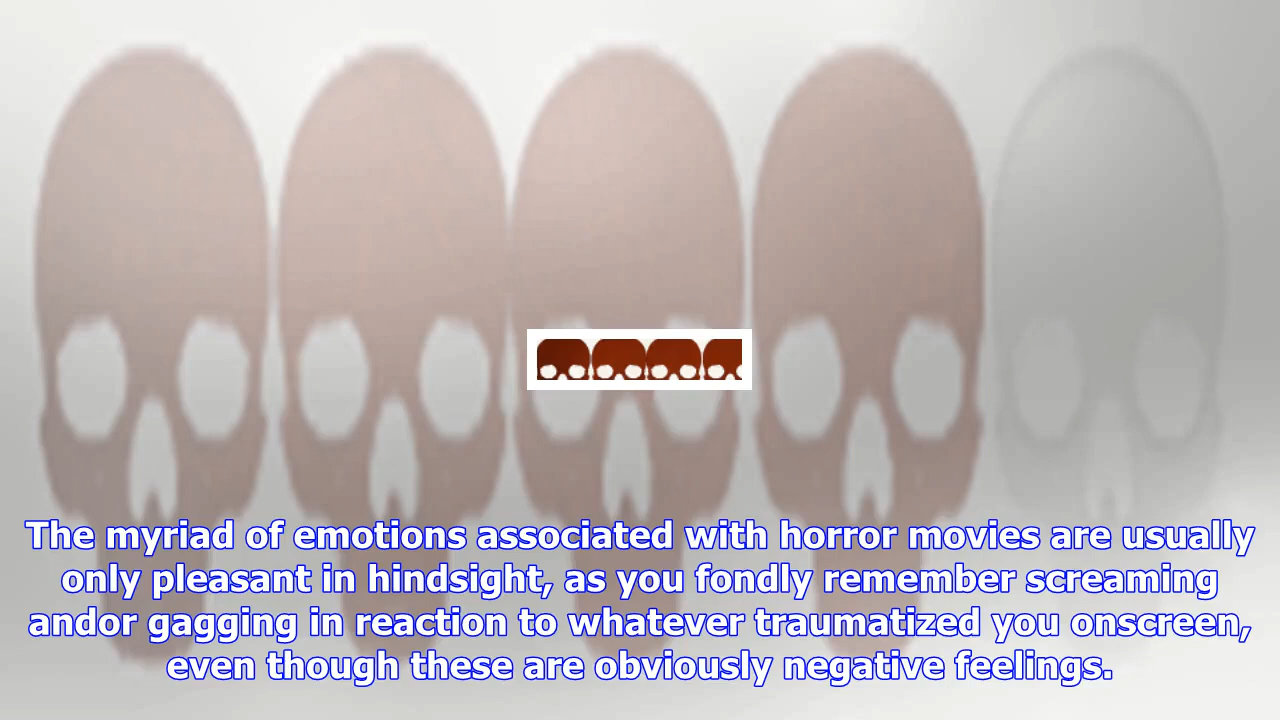 The myriad of emotions associated with horror movies are usually
only pleasant in hindsight, as you fondly remember screaming
andor gagging in reaction to whatever traumatized you onscreen,
even though these are obviously negative feelings.